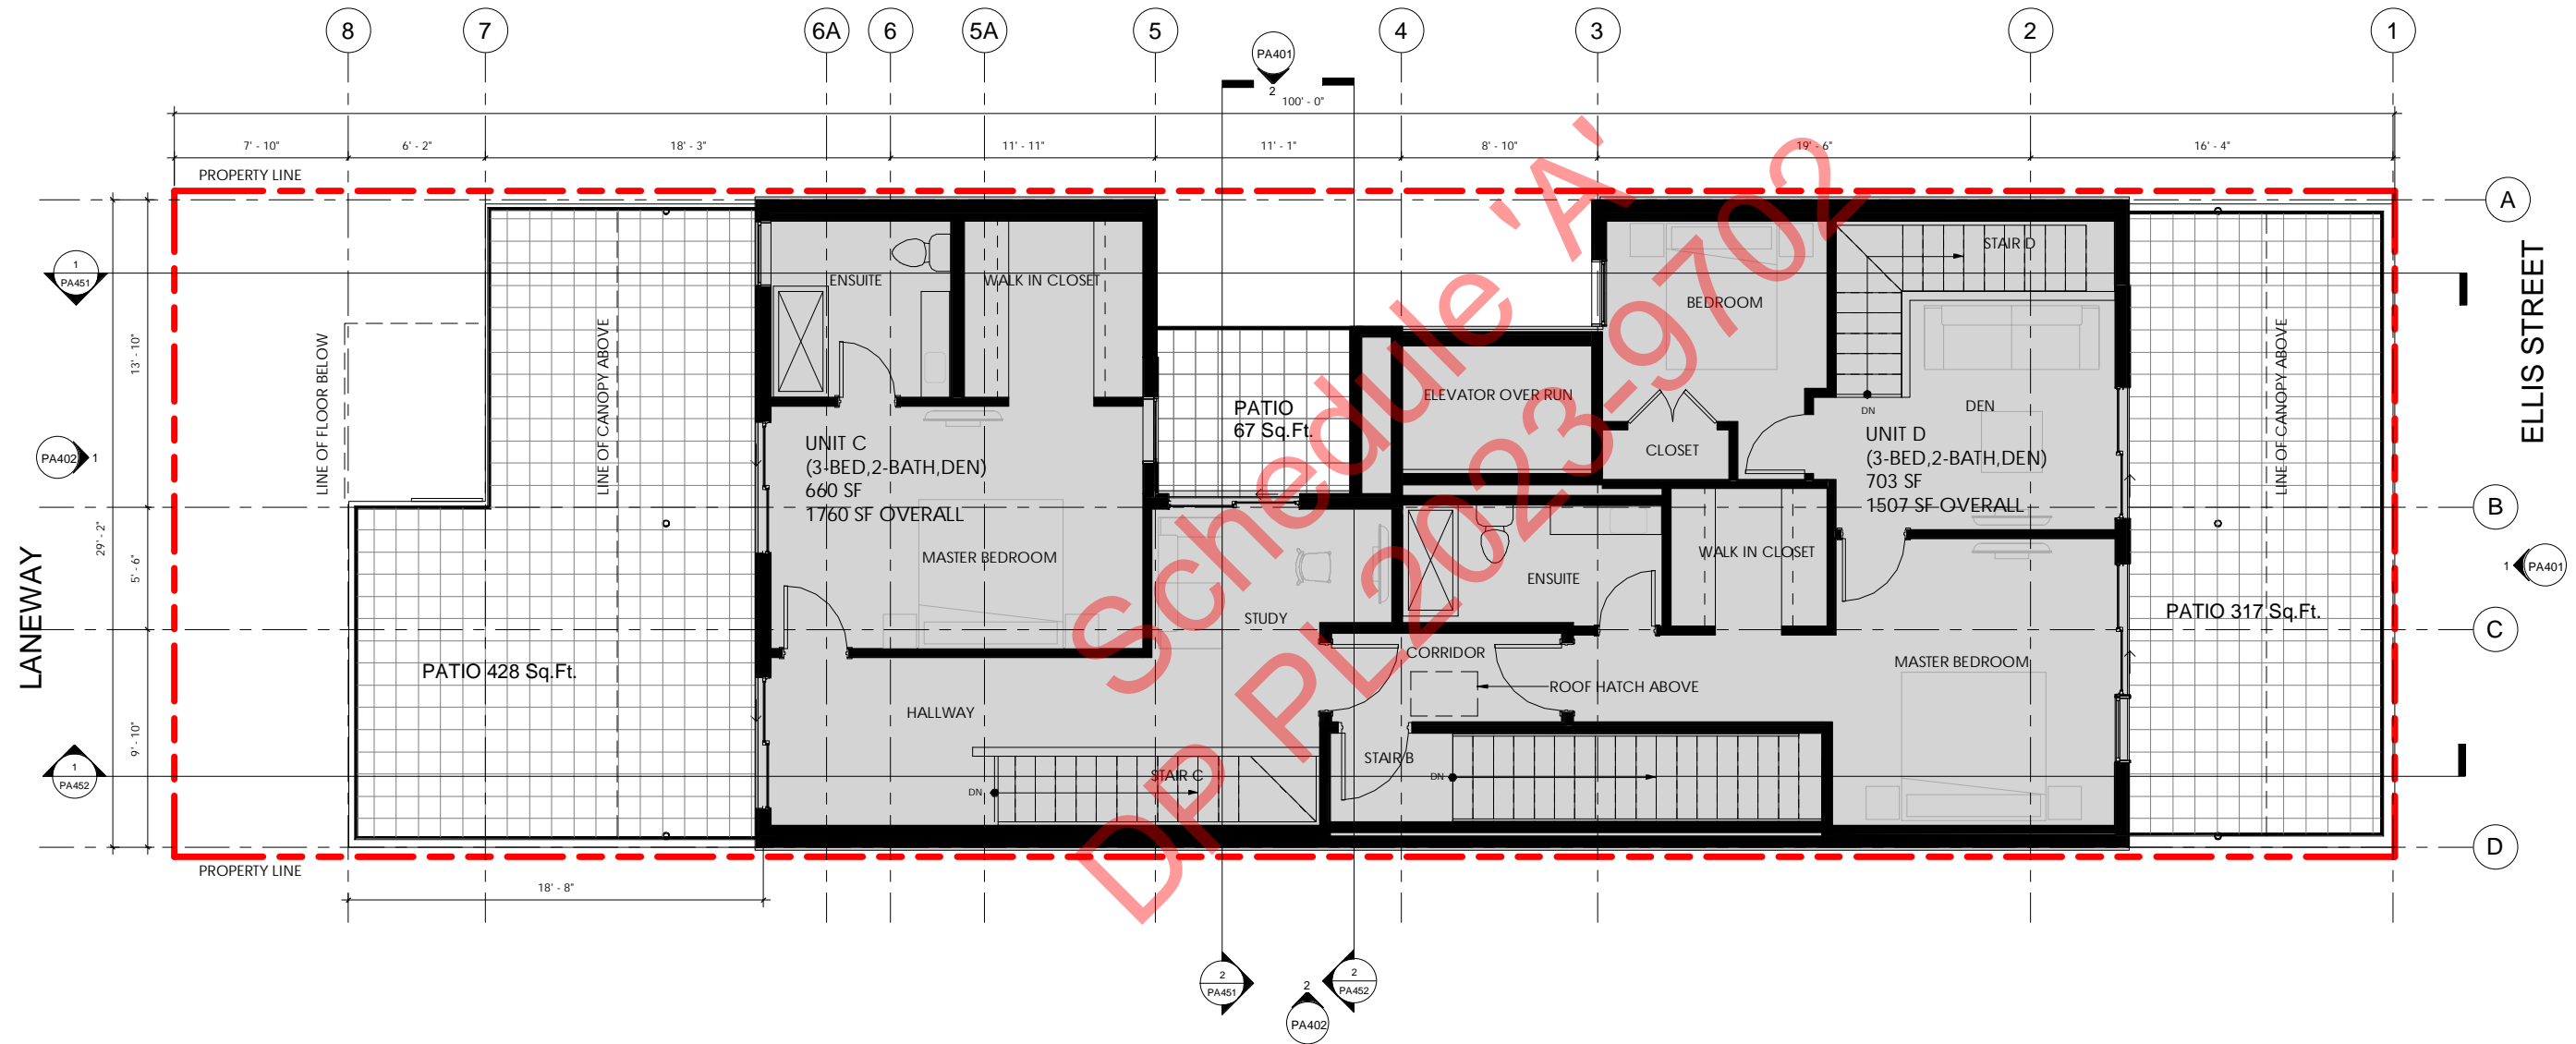 8
7
6A
6
5A
5
4
3
2
1
PA401
2
100' - 0"
7' - 10"
6' - 2"
18' - 3"
11' - 11"
11' - 1"
8' - 10"
19' - 6"
16' - 4"
PROPERTY LINE
A
1
PA451
13' - 10"
29' - 2"
5' - 6"
9' - 10"
LINE OF FLOOR BELOW
LINE OF CANOPY ABOVE
ENSUITE
WALK IN CLOSET
BEDROOM
STAIR D
ELLIS STREET
LINE OF CANOPY ABOVE
PATIO
67 Sq.Ft.
ELEVATOR OVER RUN
DN
DEN
CLOSET
PA402
1
UNIT C
(3-BED,2-BATH,DEN)
660 SF
1760 SF OVERALL
UNIT D
(3-BED,2-BATH,DEN)
703 SF
1507 SF OVERALL
B
MASTER BEDROOM
WALK IN CLOSET
ENSUITE
1
PA401
LANEWAY
STUDY
PATIO 317 Sq.Ft.
C
PATIO 428 Sq.Ft.
CORRIDOR
MASTER BEDROOM
ROOF HATCH ABOVE
HALLWAY
STAIR B
STAIR C
DN
DN
1
PA452
D
PROPERTY LINE
18' - 8"
2
PA451
2
PA452
2
PA402
Schedule 'A'
DP PL2023-9702